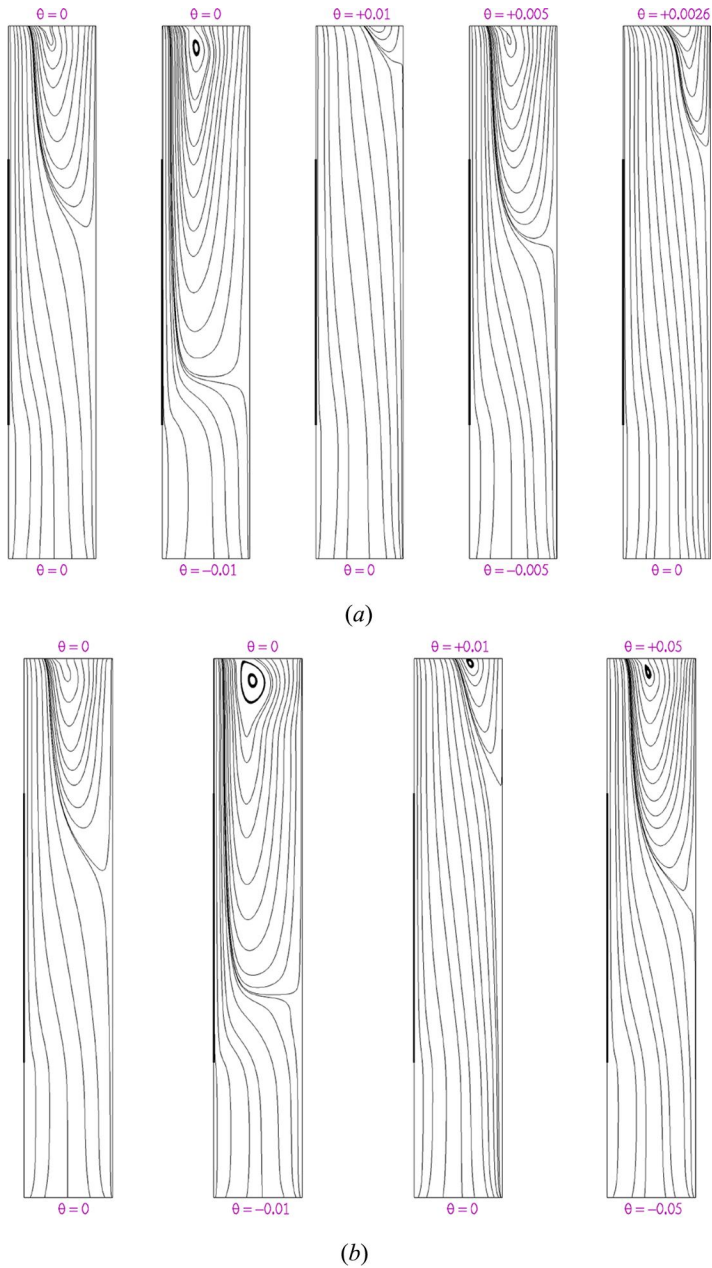 θ = 0 θ = 0 θ = +0.01 θ = +0.005 θ = +0.0026
θ = 0 θ = −0.01 θ = 0 θ = −0.005 θ = 0
(a)
θ = 0 θ = 0 θ = +0.01 θ = +0.05
θ = 0 θ = −0.01 θ = 0 θ = −0.05
(b)